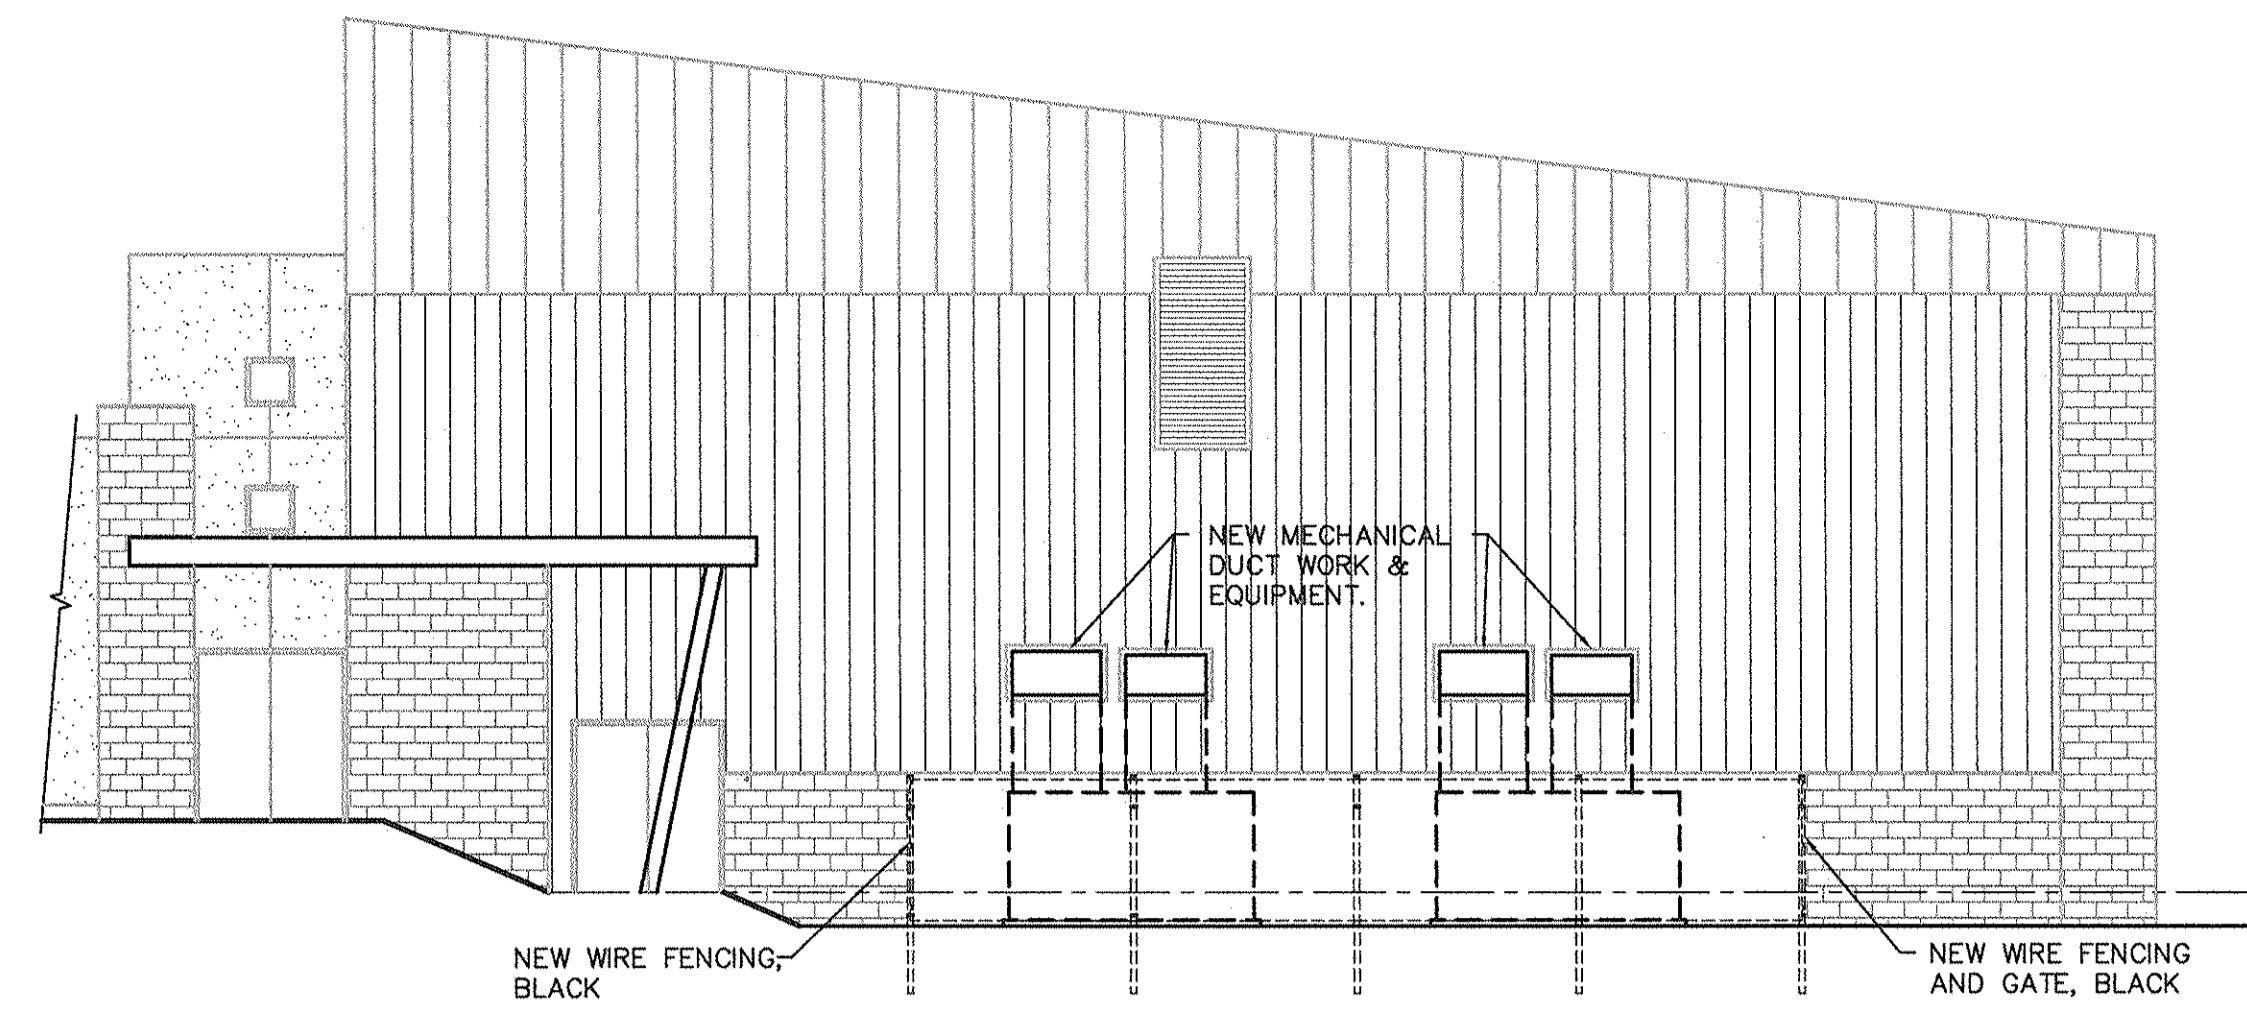 NEW MECHANICAL
DUCT WORK &
EQUIPMENT.
NEW WIRE FENCING,
BLACK
NEW WIRE FENCING
AND GATE, BLACK